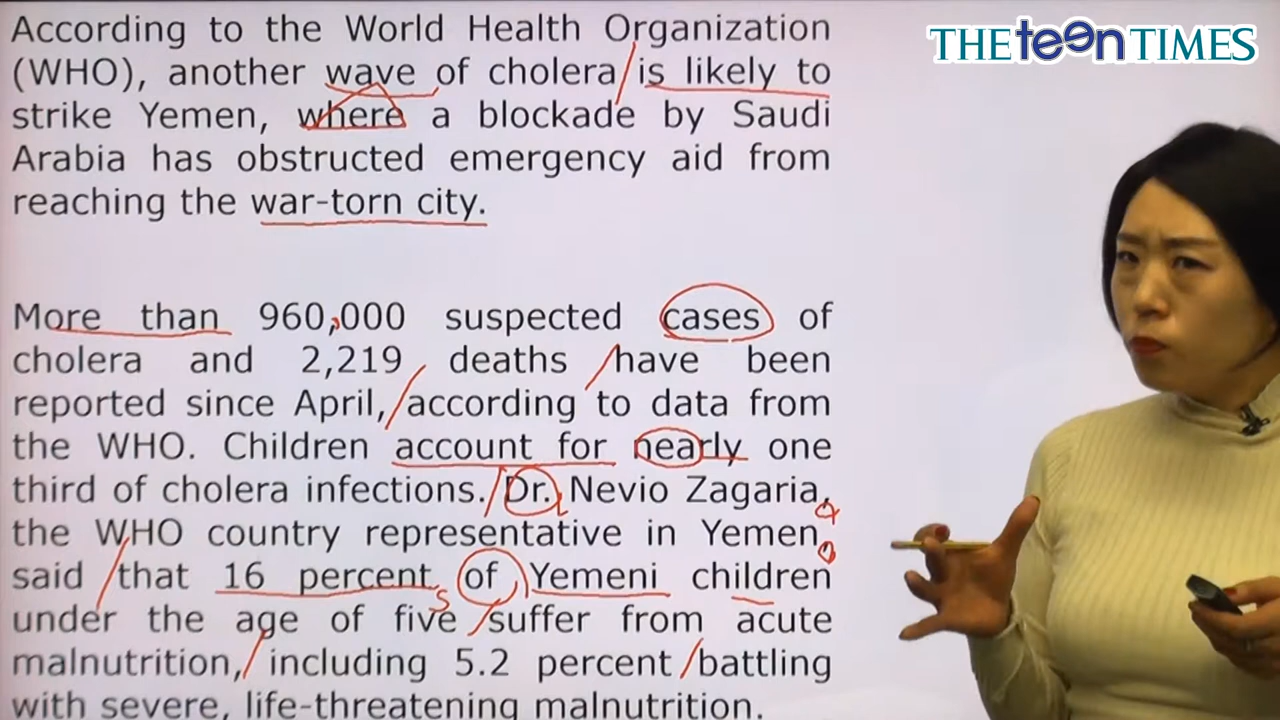 THE teen TIMES
According to the World Health Organization
(WHO), another wave of cholera is likely to
strike Yemen, where a blockade by Saudi
Arabia has obstructed emergency aid from
reaching the war-torn city.
More than 960,000 suspected cases of
cholera and 2,219 deaths have been
reported since April, according to data from
the WHO. Children account for nearly one
third of cholera infections. Dr. Nevio Zagaria,
the WHO country representative in Yemen,
said that 16 percent of Yemeni children
under the age of five suffer from acute
malnutrition, including 5.2 percent battling
with severe, life-threatening malnutrition.